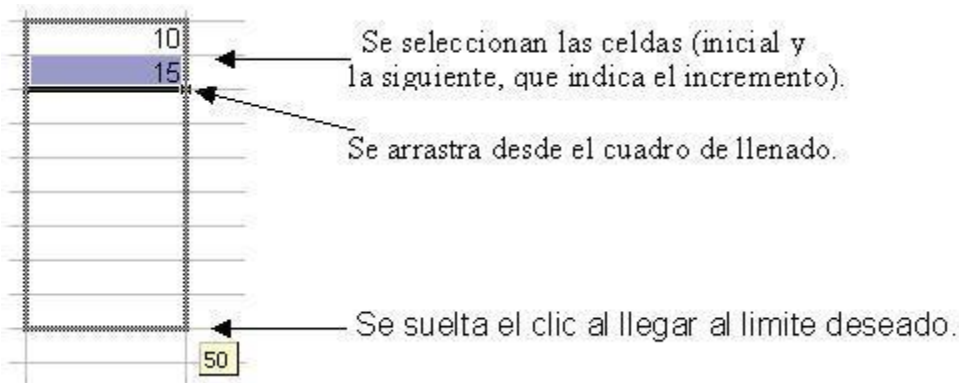 10
15
Se seleccionan las celdas (inicial y
la siguiente, que indica el incremento).
Se arrastra desde el cuadro de llenado.
Se suelta el clic al llegar al limite deseado.
50